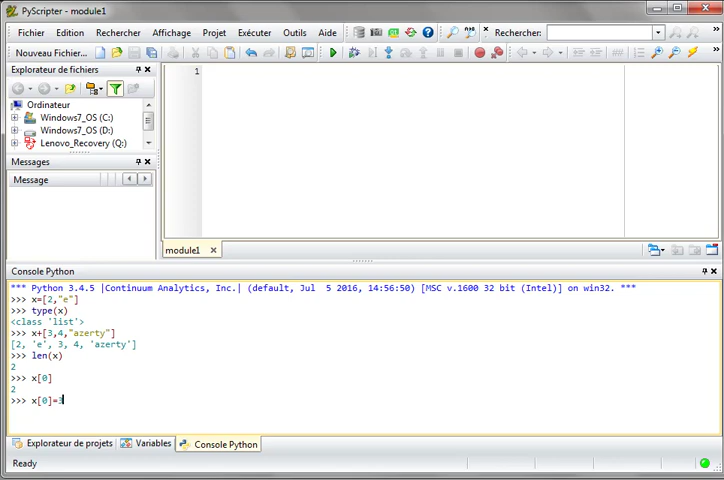 PyScripter - module1
Fichier Edition Rechercher Affichage Projet Exécuter Outils Aide Rechercher:
Nouveau Fichier...
Explorateur de fichiers
Ordinateur
Windows7_OS (C:)
Windows7_OS (D:)
Lenovo_Recovery (Q:)
Messages
Message
1
module1
Console Python
*** Python 3.4.5 |Continuum Analytics, Inc.| (default, Jul  5 2016, 14:56:50) [MSC v.1600 32 bit (Intel)] on win32. ***
>>> x=[2,"e"]
>>> type(x)
<class 'list'>
>>> x+[3,4,"azerty"]
[2, 'e', 3, 4, 'azerty']
>>> len(x)
2
>>> x[0]
2
>>> x[0]=3
Explorateur de projets Variables Console Python
Ready